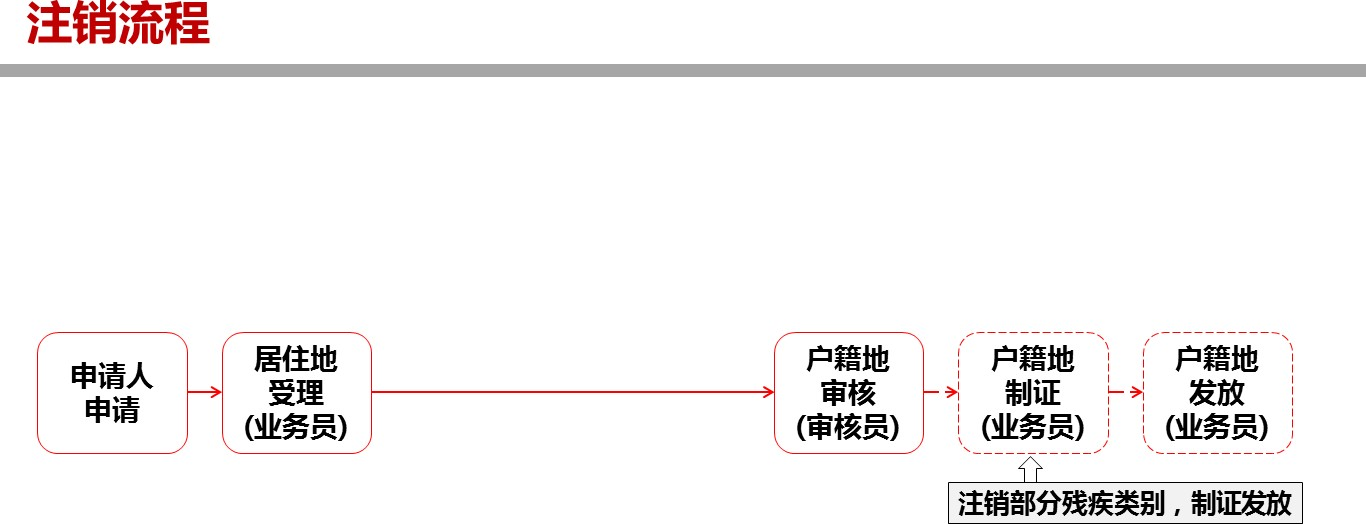 注销流程
申请人
申请
居住地
受理
(业务员)
户籍地
审核
(审核员)
户籍地
制证
(业务员)
户籍地
发放
(业务员)
注销部分残疾类别，制证发放